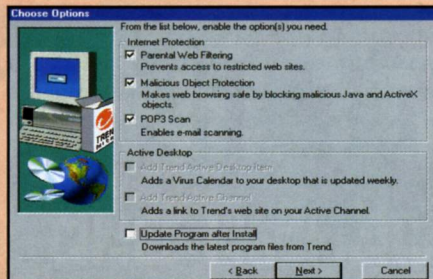 Choose Options
From the list below, enable the option(s) you need.
Internet Protection
Parental Web Filtering
Prevents access to restricted web sites.
Malicious Object Protection
Makes web browsing safe by blocking malicious Java and ActiveX
objects.
POP3 Scan
Enables e-mail scanning.
Active Desktop
Add Trend Active Desktop Item
Adds a Virus Calendar to your desktop that is updated weekly.
Add Trend Active Channel
Adds a link to Trend's web site on your Active Channel.
Update Program after Install
Downloads the latest program files from Trend.
< Back
Next >
Cancel
TREND